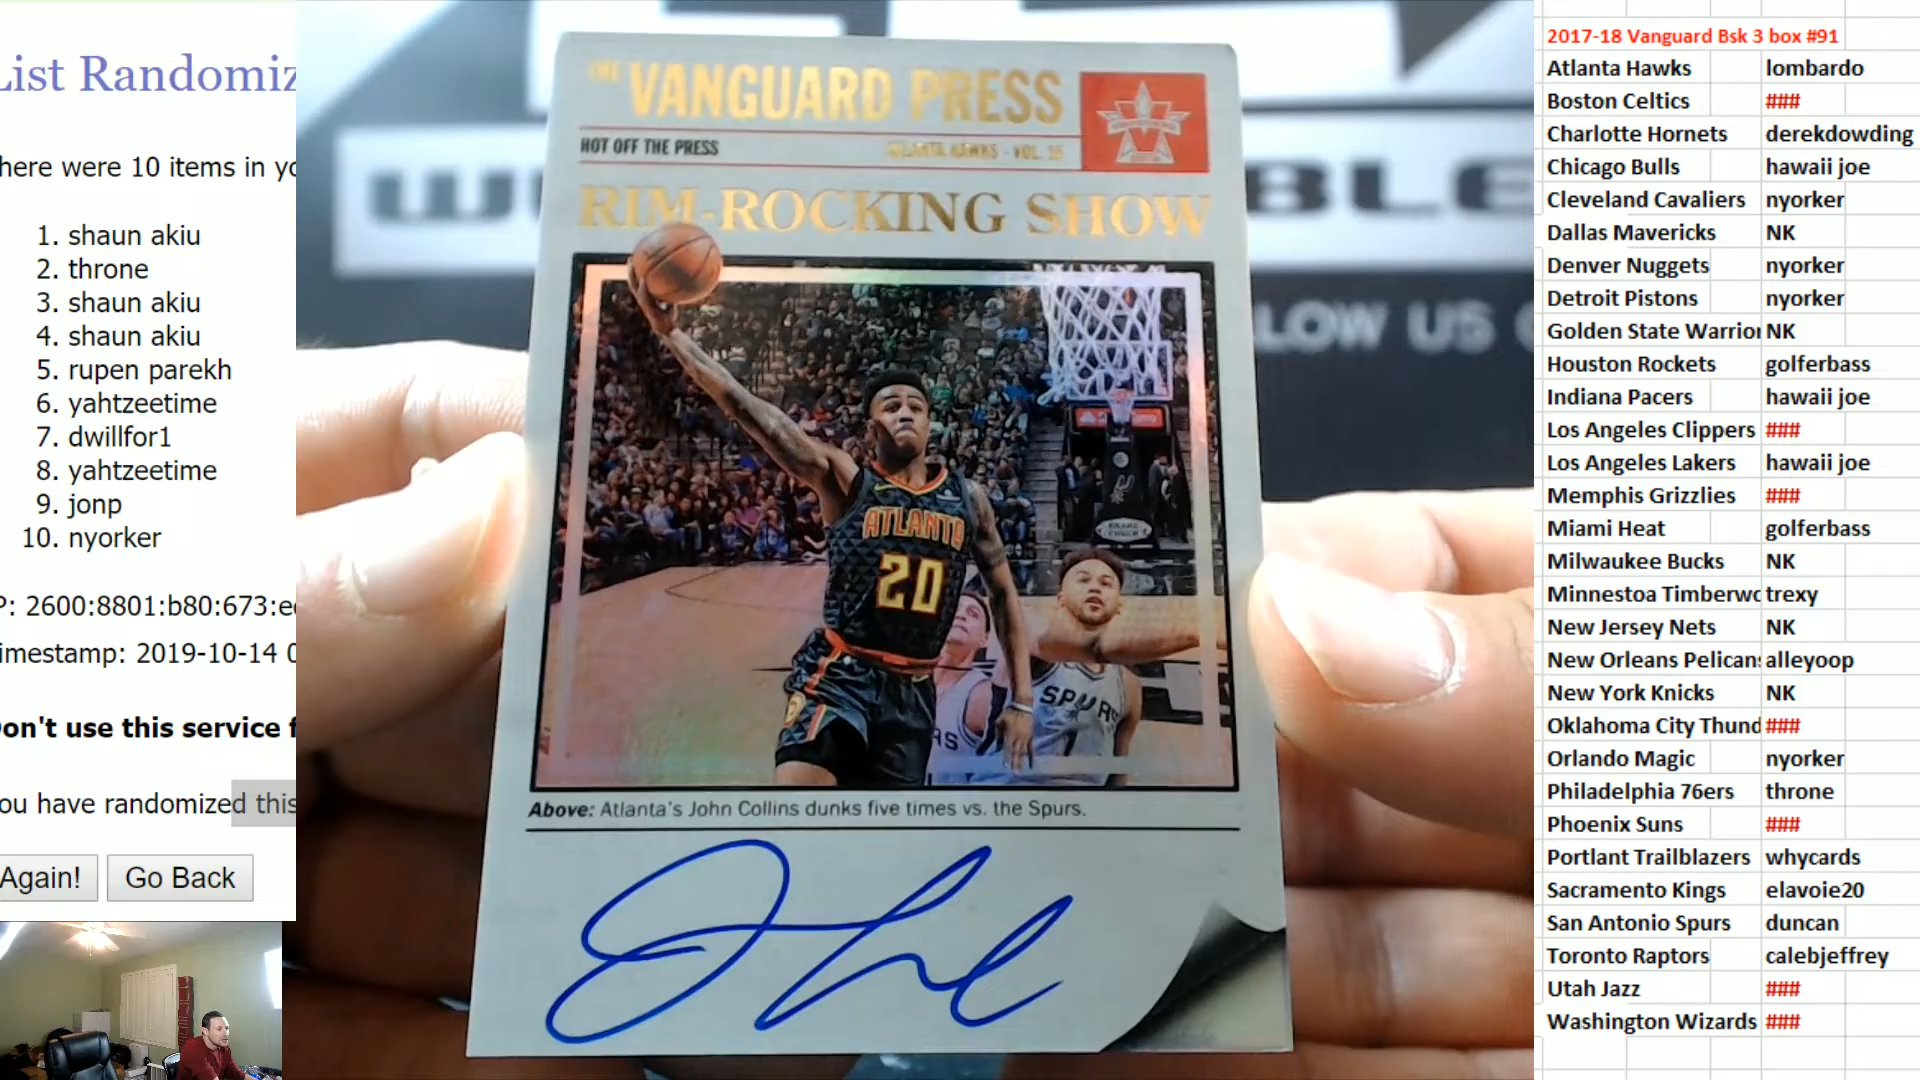 List Randomiz
here were 10 items in yo
1. shaun akiu
2. throne
3. shaun akiu
4. shaun akiu
5. rupen parekh
6. yahtzeetime
7. dwillfor1
8. yahtzeetime
9. jonp
10. nyorker
P: 2600:8801:b80:673:e
imestamp: 2019-10-14 0
on't use this service f
ou have randomized this
Again!
Go Back
THE VANGUARD PRESS
HOT OFF THE PRESS
ATLANTA HAWKS - VOL. 15
RIM-ROCKING SHOW
BLE
LOW US
ATLANTA
20
SPURS
Above: Atlanta's John Collins dunks five times vs. the Spurs.
2017-18 Vanguard Bsk 3 box #91
Atlanta Hawks lombardo
Boston Celtics ###
Charlotte Hornets derekdowding
Chicago Bulls hawaii joe
Cleveland Cavaliers nyorker
Dallas Mavericks NK
Denver Nuggets nyorker
Detroit Pistons nyorker
Golden State Warrior NK
Houston Rockets golferbass
Indiana Pacers hawaii joe
Los Angeles Clippers ###
Los Angeles Lakers hawaii joe
Memphis Grizzlies ###
Miami Heat golferbass
Milwaukee Bucks NK
Minnestoa Timberwo trexy
New Jersey Nets NK
New Orleans Pelicans alleyoop
New York Knicks NK
Oklahoma City Thund ###
Orlando Magic nyorker
Philadelphia 76ers throne
Phoenix Suns ###
Portlant Trailblazers whycards
Sacramento Kings elavoie20
San Antonio Spurs duncan
Toronto Raptors calebjeffrey
Utah Jazz ###
Washington Wizards ###